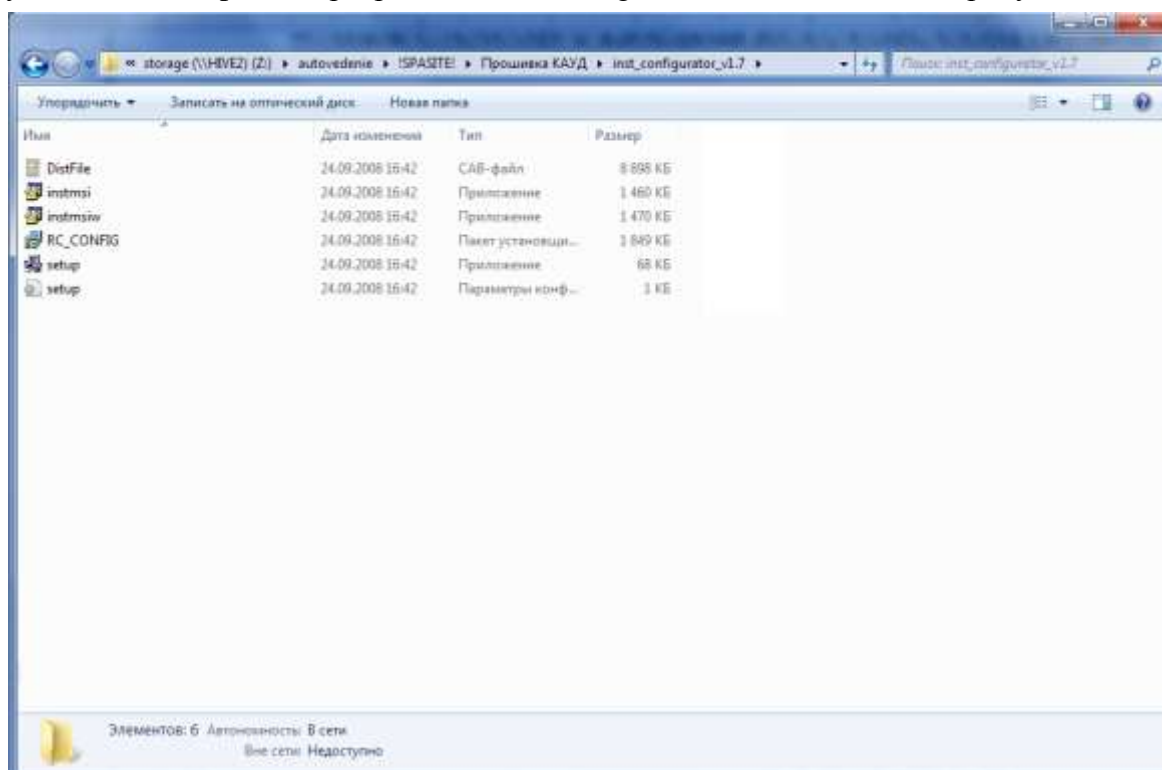 storage (\\HIVE2) (Z:) ▸ autovedenie ▸ !SPASITE! ▸ Прошивка КАУД ▸ inst_configurator_v1.7 ▸ Поиск: inst_configurator_v1.7
Упорядочить ▾ Записать на оптический диск Новая папка
Имя Дата изменения Тип Размер
DistFile 24.09.2008 16:42 CAB-файл 8 898 КБ
instmsi 24.09.2008 16:42 Приложение 1 460 КБ
instmsiw 24.09.2008 16:42 Приложение 1 470 КБ
RC_CONFIG 24.09.2008 16:42 Пакет установщи... КБ
setup 24.09.2008 16:42 Приложение 68 КБ
setup 24.09.2008 16:42 Параметры конф... 1 КБ
Элементов: 6 Автономность: В сети
Вне сети: Недоступно